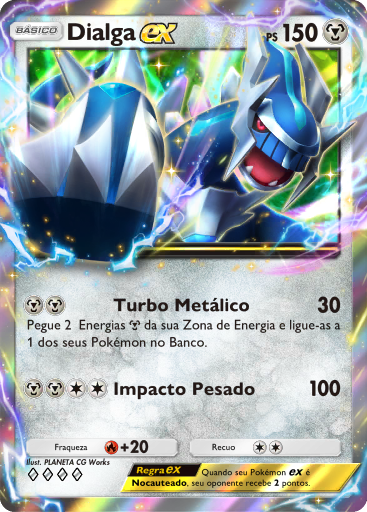 BÁSICO Dialga ex PS 150
Turbo Metálico 30
Pegue 2 Energias da sua Zona de Energia e ligue-as a
1 dos seus Pokémon no Banco.
Impacto Pesado 100
Fraqueza +20 Recuo
Ilust. PLANETA CG Works
Regra ex Quando seu Pokémon ex é
Nocauteado, seu oponente recebe 2 pontos.